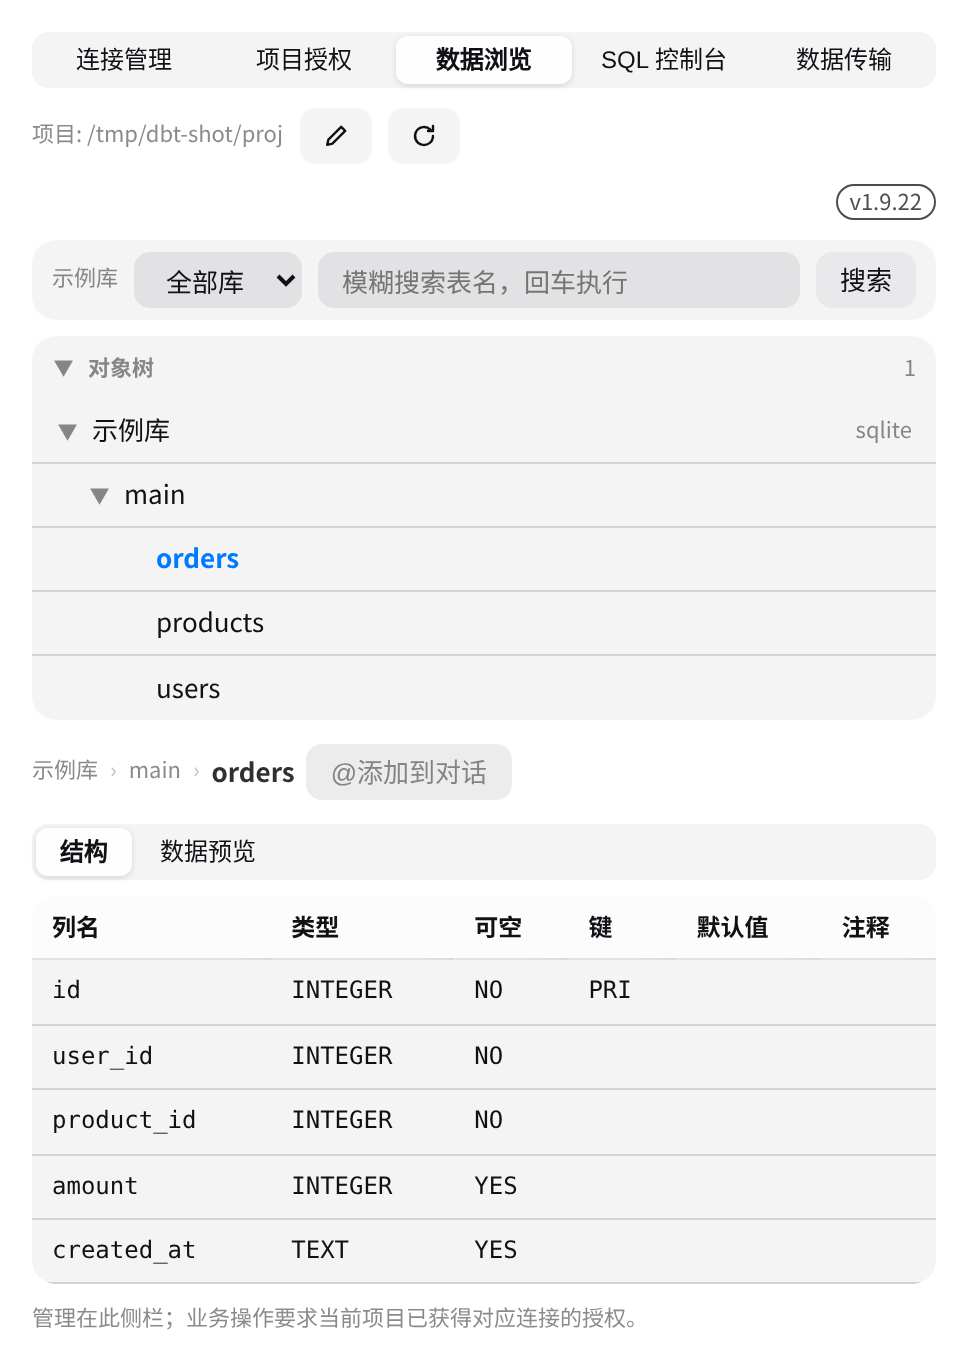 连接管理 项目授权 数据浏览 SQL 控制台 数据传输
项目: /tmp/dbt-shot/proj
v1.9.22
示例库 全部库 模糊搜索表名，回车执行 搜索
▼ 对象树 1
▼ 示例库 sqlite
▼ main
orders
products
users
示例库 › main › orders @添加到对话
结构 数据预览
列名 类型 可空 键 默认值 注释
id INTEGER NO PRI
user_id INTEGER NO
product_id INTEGER NO
amount INTEGER YES
created_at TEXT YES
管理在此侧栏；业务操作要求当前项目已获得对应连接的授权。